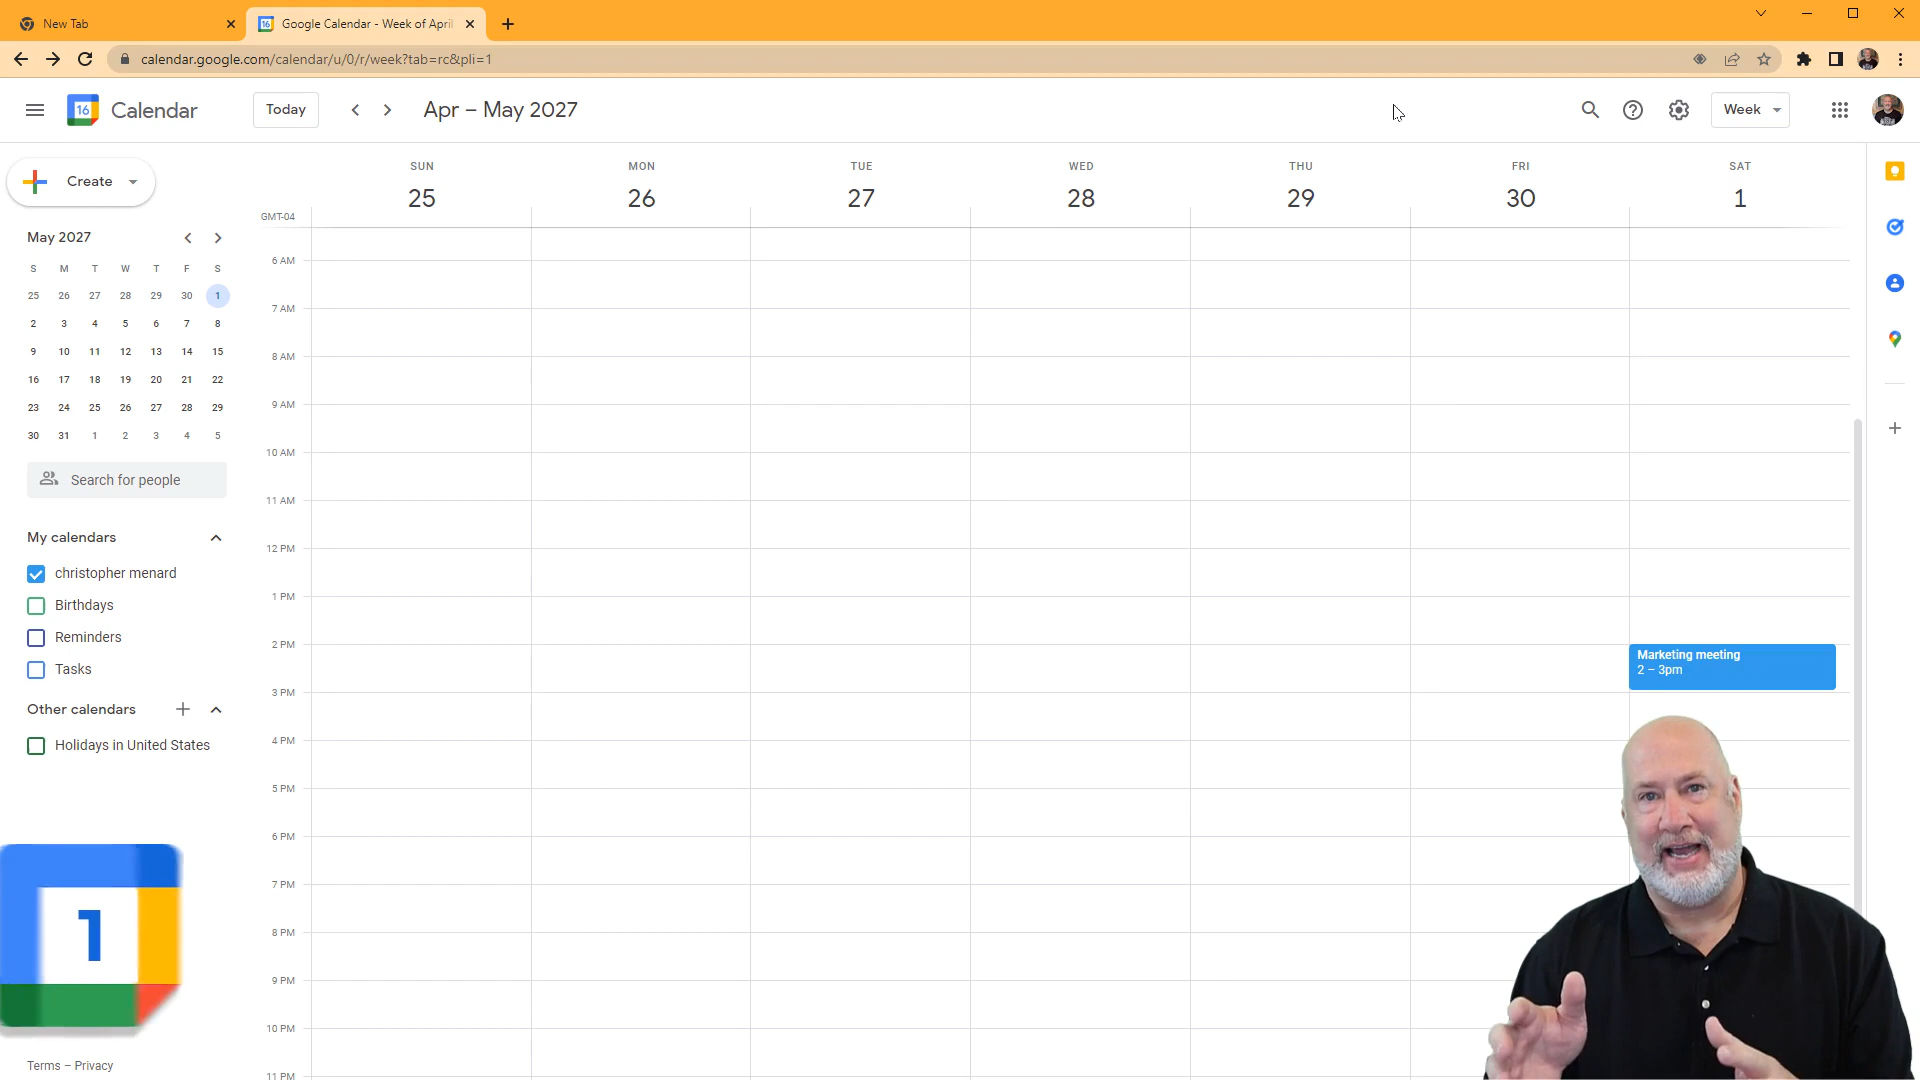 New Tab
Google Calendar - Week of April
calendar.google.com/calendar/u/0/r/week?tab=rc&pli=1
16
Calendar
Today
Apr – May 2027
Week
Create
SUN
MON
TUE
WED
THU
FRI
SAT
25
26
27
28
29
30
1
GMT-04
May 2027
S M T W T F S
25 26 27 28 29 30 1
2 3 4 5 6 7 8
9 10 11 12 13 14 15
16 17 18 19 20 21 22
23 24 25 26 27 28 29
30 31 1 2 3 4 5
Search for people
My calendars
christopher menard
Birthdays
Reminders
Tasks
Other calendars
Holidays in United States
1
Terms – Privacy
6 AM
7 AM
8 AM
9 AM
10 AM
11 AM
12 PM
1 PM
2 PM
3 PM
4 PM
5 PM
6 PM
7 PM
8 PM
9 PM
10 PM
11 PM
Marketing meeting
2 – 3pm